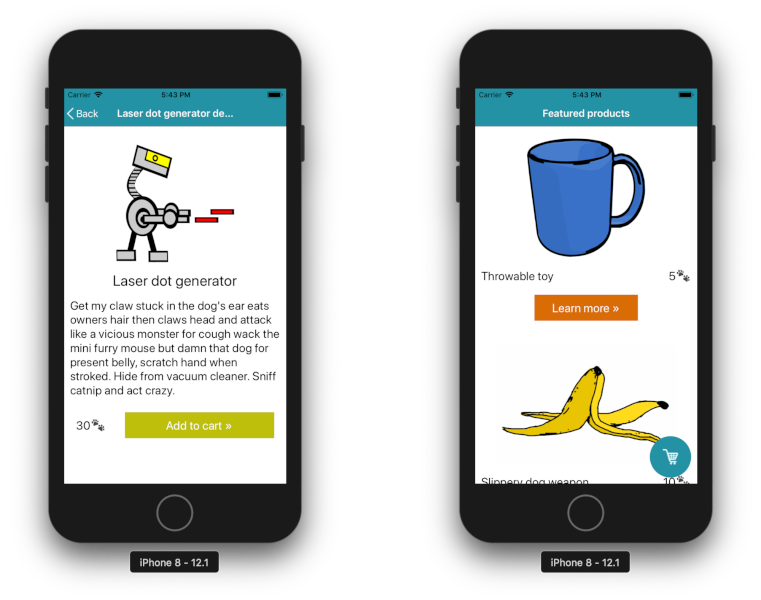 Carrier 5:43 PM
Back Laser dot generator de...
Laser dot generator
Get my claw stuck in the dog's ear eats
owners hair then claws head and attack
like a vicious monster for cough wack the
mini furry mouse but damn that dog for
present belly, scratch hand when
stroked. Hide from vacuum cleaner. Sniff
catnip and act crazy.
30 Add to cart »
iPhone 8 - 12.1
Carrier 5:43 PM
Featured products
Throwable toy 5
Learn more »
Slippery dog weapon 10
iPhone 8 - 12.1